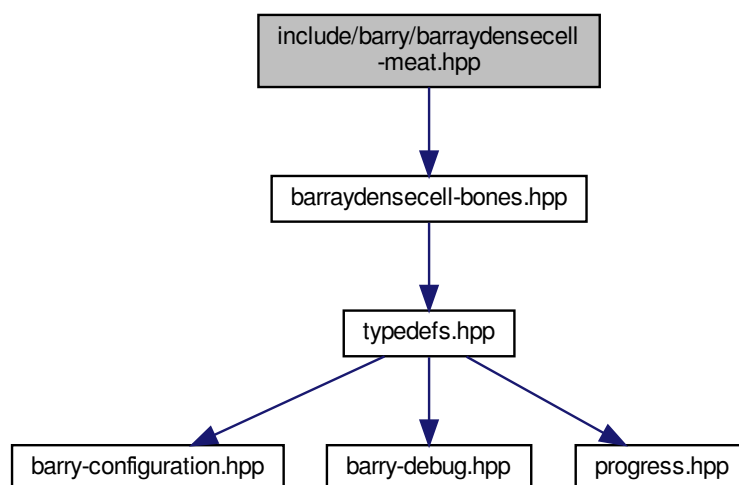 include/barry/barraydensecell
-meat.hpp
barraydensecell-bones.hpp
typedefs.hpp
barry-configuration.hpp
barry-debug.hpp
progress.hpp